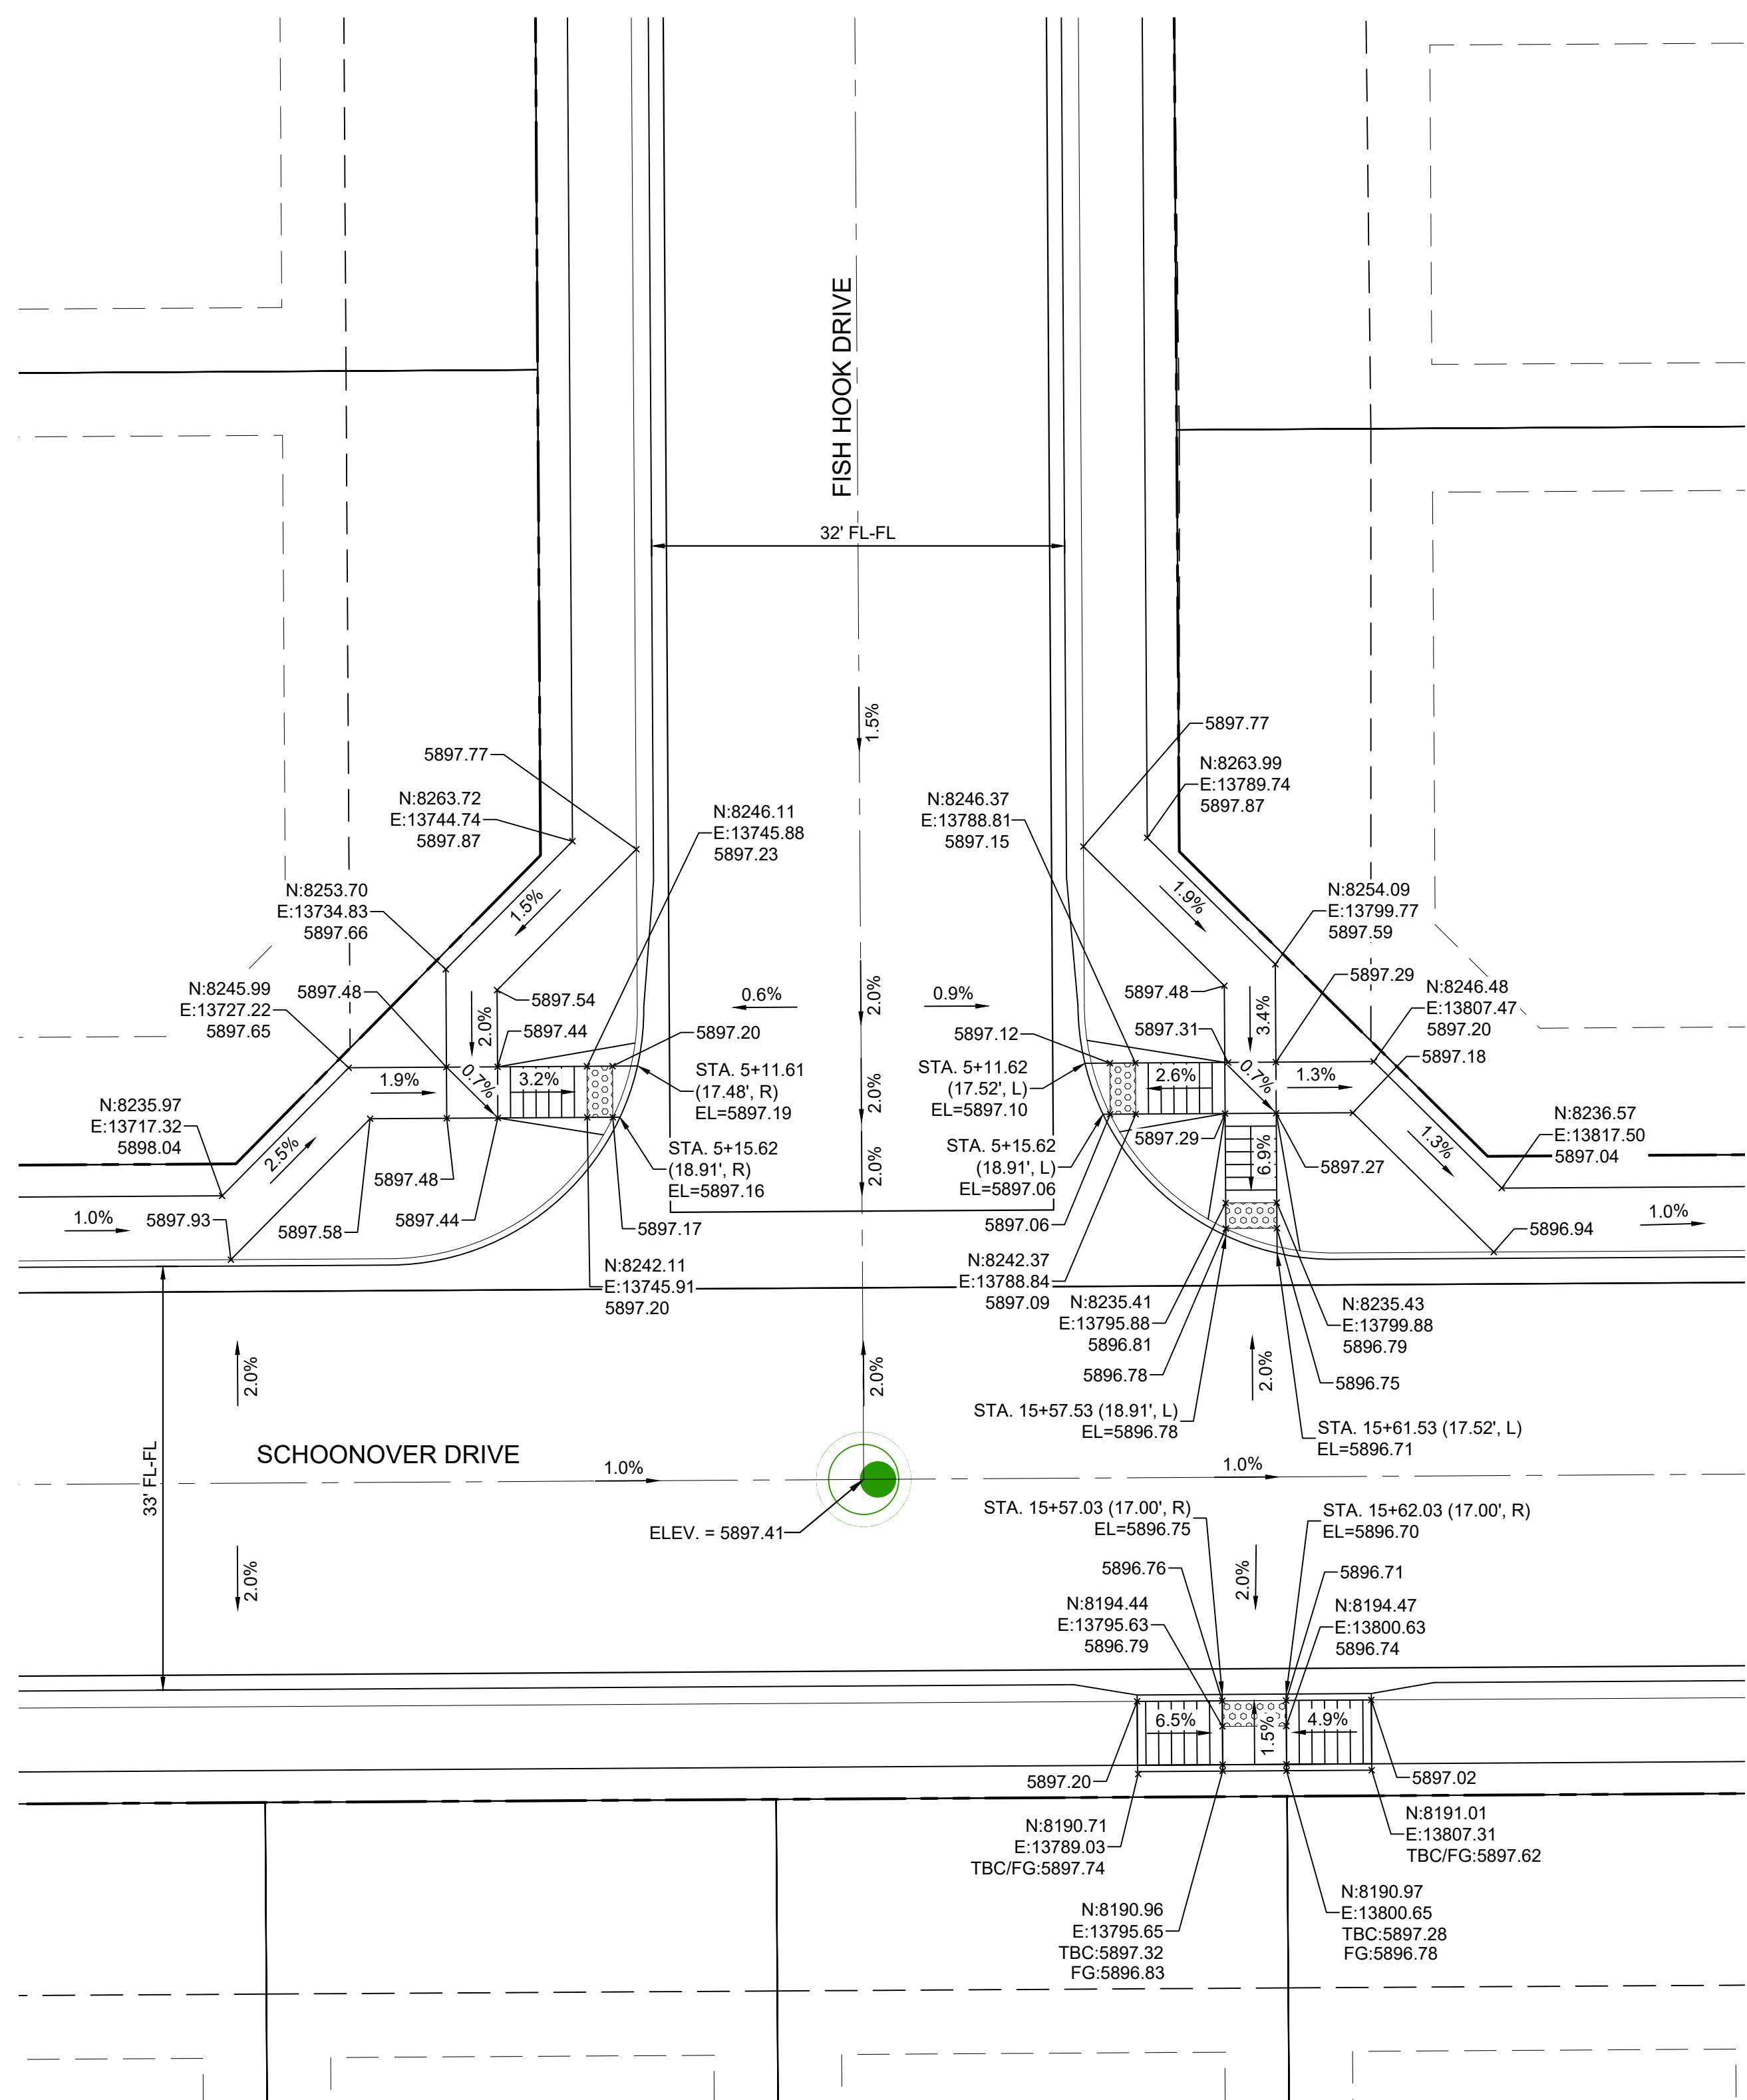 FISH HOOK DRIVE
32' FL-FL
1.5%
5897.77
5897.77
N:8263.72
E:13744.74
5897.87
N:8246.11
E:13745.88
5897.23
N:8246.37
E:13788.81
5897.15
N:8263.99
E:13789.74
5897.87
N:8253.70
E:13734.83
5897.66
1.5%
1.9%
N:8254.09
E:13799.77
5897.59
N:8245.99
E:13727.22
5897.65
5897.48
5897.54
0.6%
2.0%
0.9%
5897.48
5897.29
N:8246.48
E:13807.47
5897.20
2.0%
5897.44
5897.20
5897.12
5897.31
3.4%
5897.18
1.9%
0.7%
3.2%
STA. 5+11.61
(17.48', R)
EL=5897.19
2.0%
STA. 5+11.62
(17.52', L)
EL=5897.10
2.6%
0.7%
1.3%
N:8235.97
E:13717.32
5898.04
2.5%
STA. 5+15.62
(18.91', R)
EL=5897.16
2.0%
STA. 5+15.62
(18.91', L)
EL=5897.06
5897.29
6.9%
5897.27
1.3%
N:8236.57
E:13817.50
5897.04
5897.48
1.0%
5897.93
5897.58
5897.44
5897.17
5897.06
5896.94
1.0%
N:8242.11
E:13745.91
5897.20
N:8242.37
E:13788.84
5897.09
N:8235.41
E:13795.88
5896.81
N:8235.43
E:13799.88
5896.79
2.0%
2.0%
5896.78
2.0%
5896.75
STA. 15+57.53 (18.91', L)
EL=5896.78
STA. 15+61.53 (17.52', L)
EL=5896.71
33' FL-FL
SCHOONOVER DRIVE
1.0%
1.0%
ELEV. = 5897.41
STA. 15+57.03 (17.00', R)
EL=5896.75
STA. 15+62.03 (17.00', R)
EL=5896.70
2.0%
5896.76
2.0%
5896.71
N:8194.44
E:13795.63
5896.79
N:8194.47
E:13800.63
5896.74
6.5%
1.5%
4.9%
5897.20
5897.02
N:8190.71
E:13789.03
TBC/FG:5897.74
N:8191.01
E:13807.31
TBC/FG:5897.62
N:8190.96
E:13795.65
TBC:5897.32
FG:5896.83
N:8190.97
E:13800.65
TBC:5897.28
FG:5896.78